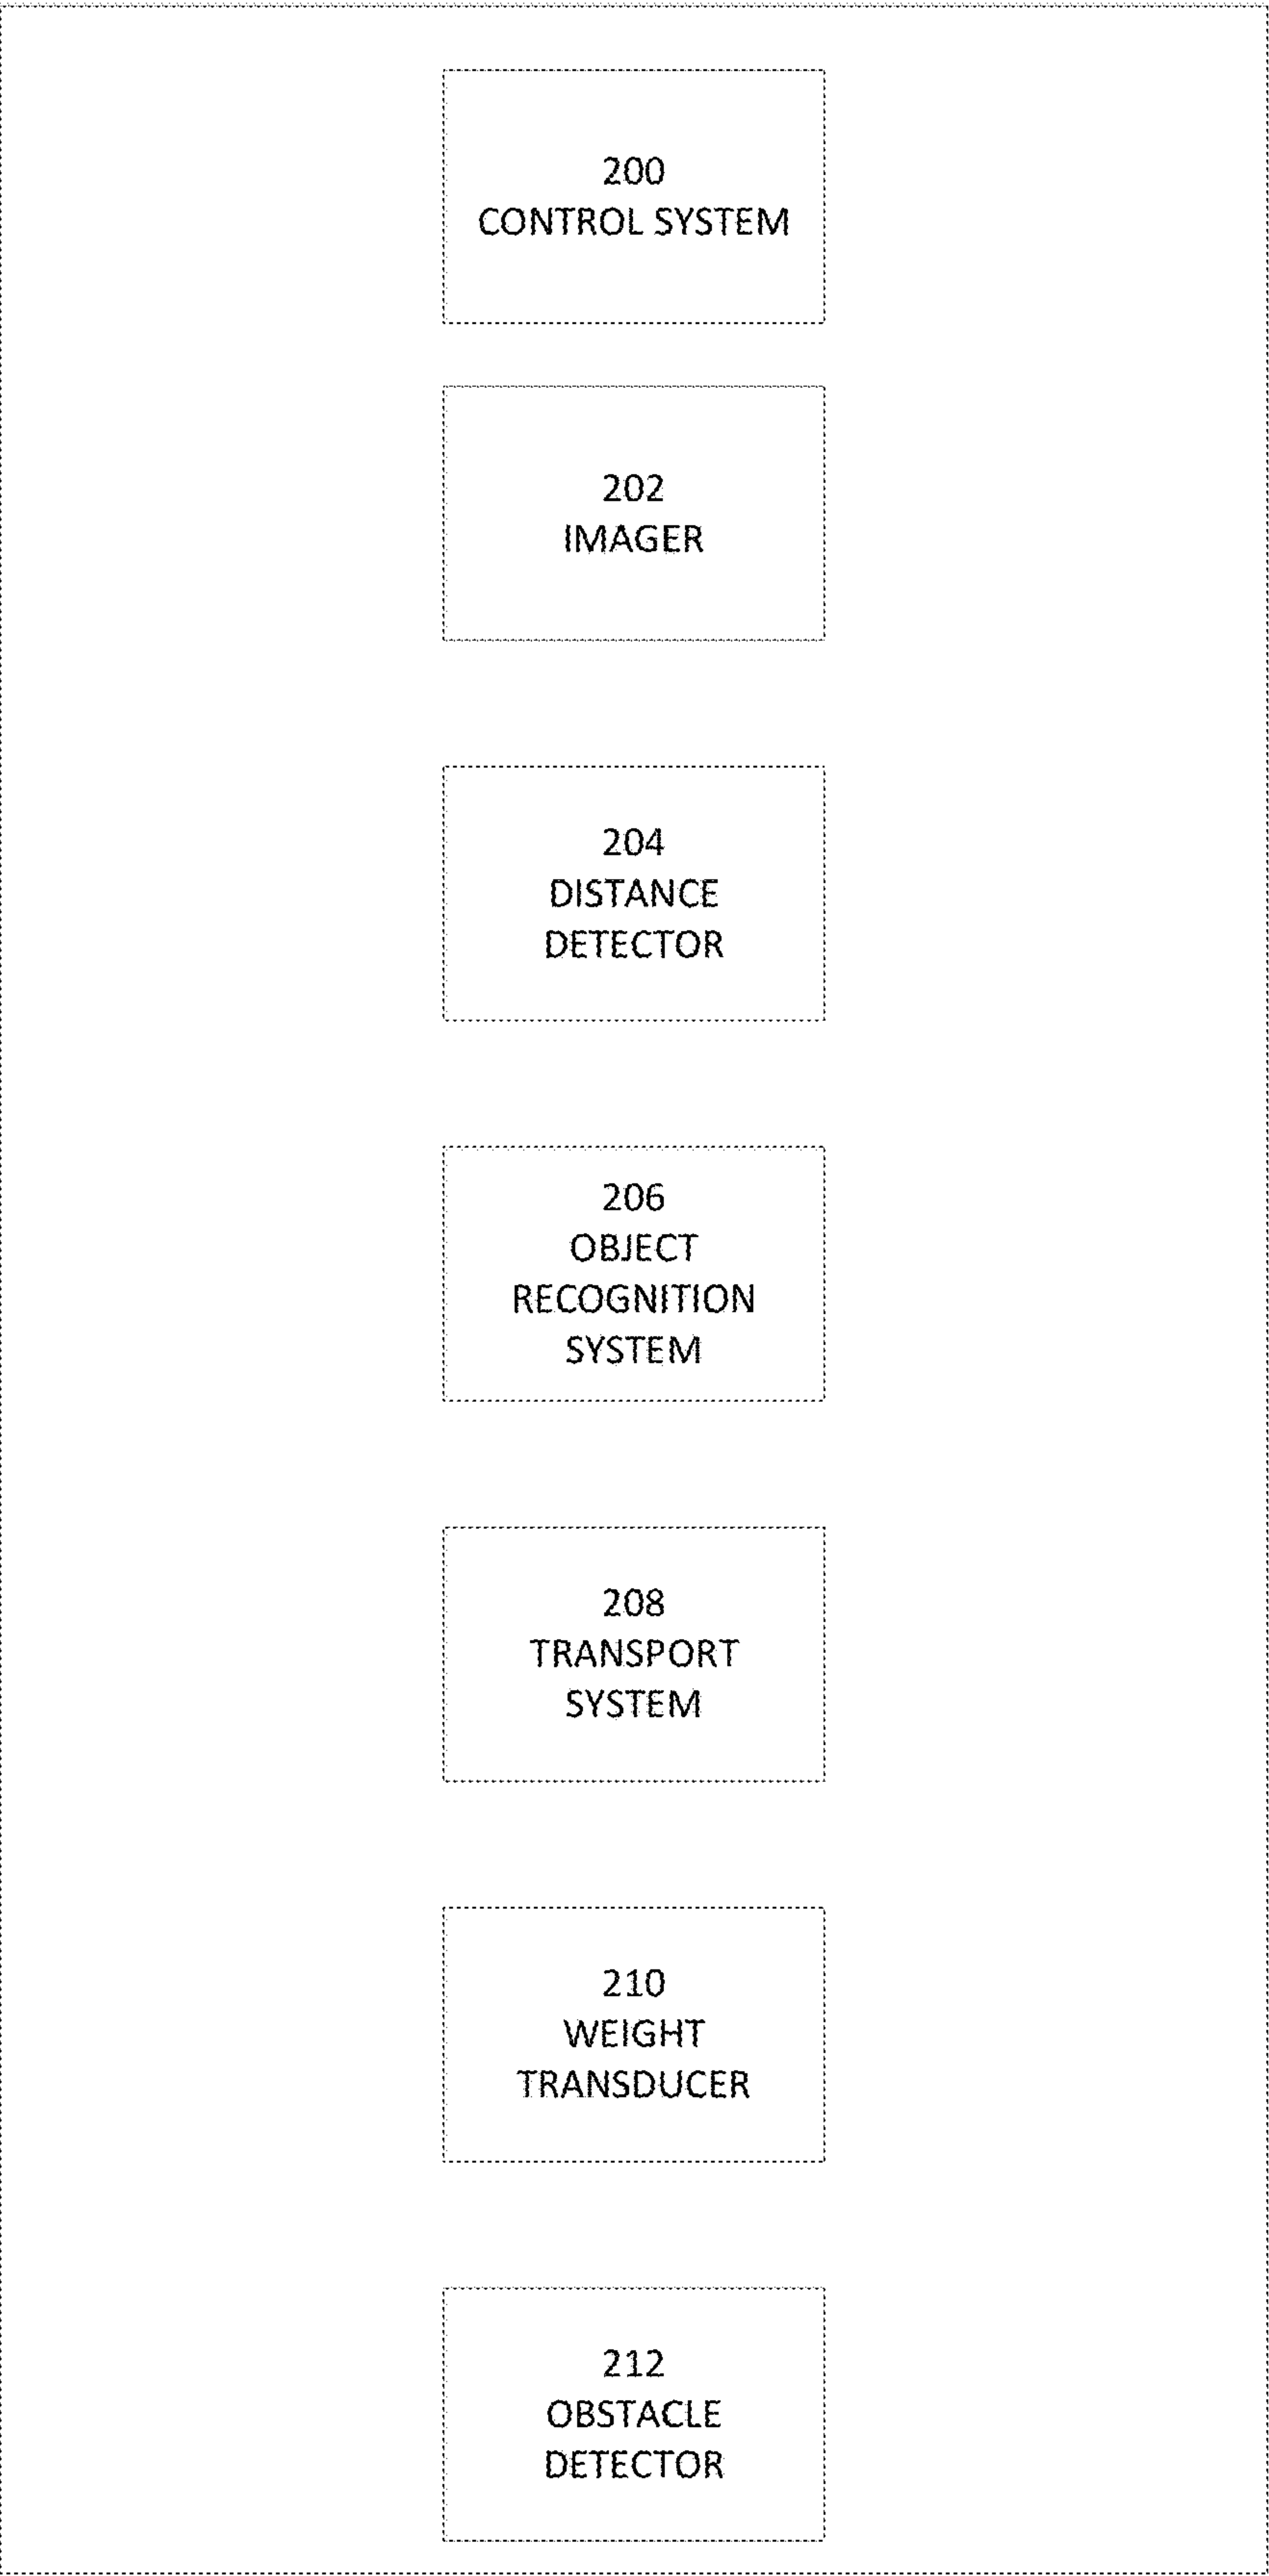 200
CONTROL SYSTEM
202
IMAGER
204
DISTANCE
DETECTOR
206
OBJECT
RECOGNITION
SYSTEM
208
TRANSPORT
SYSTEM
210
WEIGHT
TRANSDUCER
212
OBSTACLE
DETECTOR